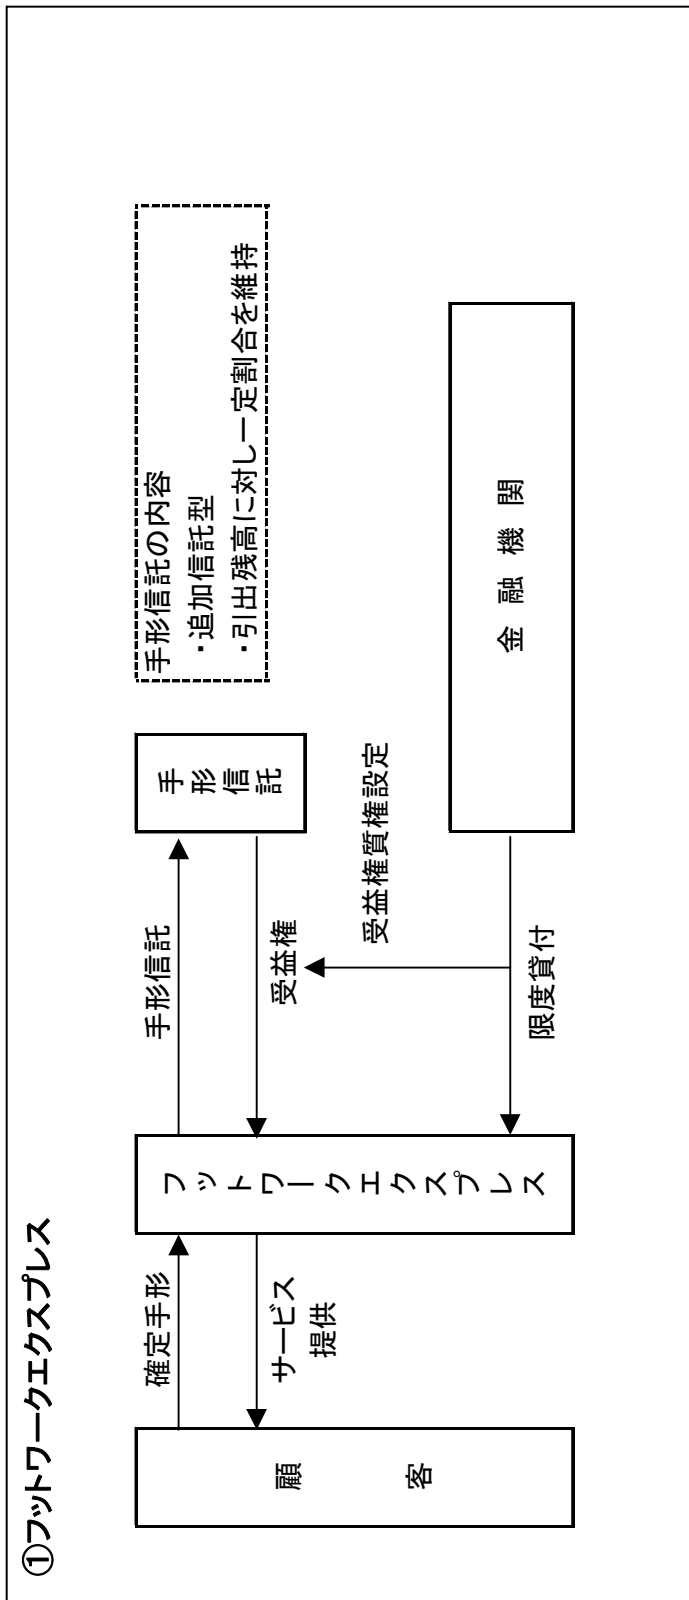 ①フットワークエクスプレス
顧客
確定手形
サービス
提供
フットワークエクスプレス
手形信託
受益権
受益権質権設定
限度貸付
手形信託
手形信託の内容
・追加信託型
・引出残高に対し一定割合を維持
金融機関